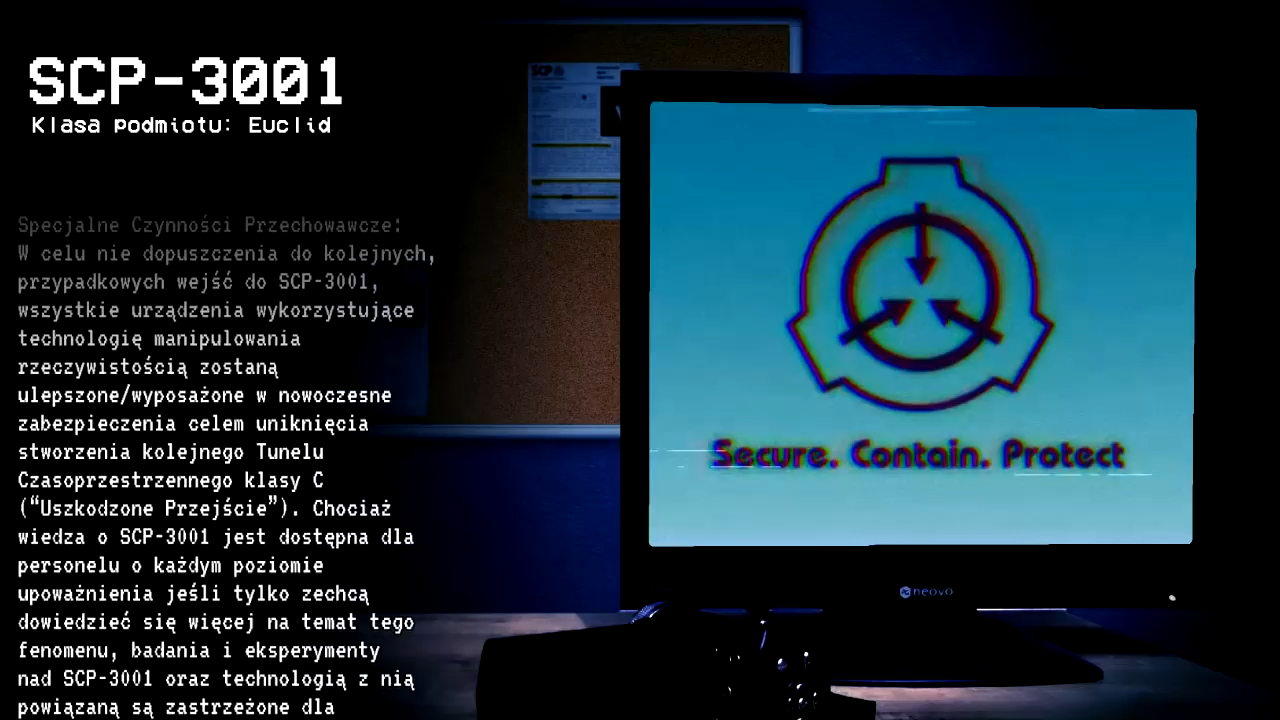 SCP-3001
Klasa podmiotu: Euclid
Specjalne Czynności Przechowawcze:
W celu nie dopuszczenia do kolejnych,
przypadkowych wejść do SCP-3001,
wszystkie urządzenia wykorzystujące
technologię manipulowania
rzeczywistością zostaną
ulepszone/wyposażone w nowoczesne
zabezpieczenia celem uniknięcia
stworzenia kolejnego Tunelu
Czasoprzestrzennego klasy C
(“Uszkodzone Przejście”). Chociaż
wiedza o SCP-3001 jest dostępna dla
personelu o każdym poziomie
upoważnienia jeśli tylko zechcą
dowiedzieć się więcej na temat tego
fenomenu, badania i eksperymenty
nad SCP-3001 oraz technologią z nią
powiązaną są zastrzeżone dla
SCP
Secure. Contain. Protect
neovo